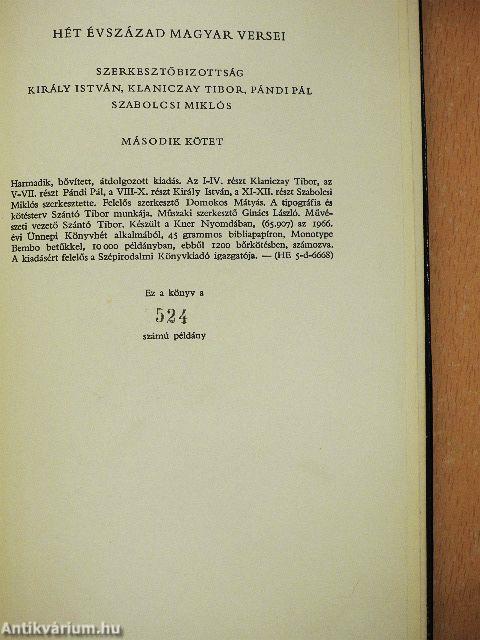 HÉT ÉVSZÁZAD MAGYAR VERSEI
SZERKESZTŐBIZOTTSÁG
KIRÁLY ISTVÁN, KLANICZAY TIBOR, PÁNDI PÁL
SZABOLCSI MIKLÓS
MÁSODIK KÖTET
Harmadik, bővített, átdolgozott kiadás. Az I-IV. részt Klaniczay Tibor, az
V-VII. részt Pándi Pál, a VIII-X. részt Király István, a XI-XII. részt Szabolcsi
Miklós szerkesztette. Felelős szerkesztő Domokos Mátyás. A tipográfia és
kötésterv Szántó Tibor munkája. Műszaki szerkesztő Ginács László. Művé-
szeti vezető Szántó Tibor. Készült a Kner Nyomdában, (65.907) az 1966.
évi Ünnepi Könyvhét alkalmából, 45 grammos bibliapapíron, Monotype
Bembo betűkkel, 10 000 példányban, ebből 1200 bőrkötésben, számozva.
A kiadásért felelős a Szépirodalmi Könyvkiadó igazgatója. — (HE 5-d-6668)
Ez a könyv a
524
számú példány
Antikvárium.hu